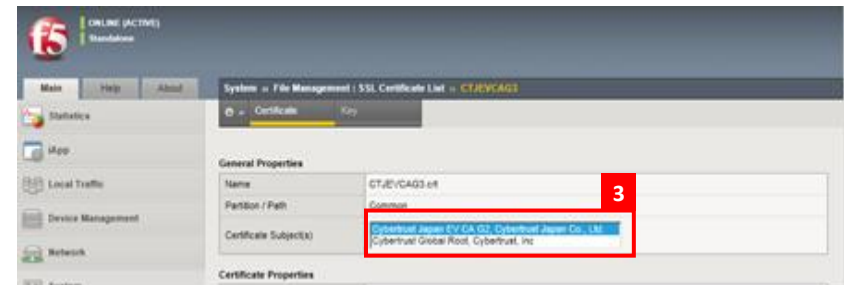 f5
ONLINE (ACTIVE)
Standalone
Main Help About
System » File Management : SSL Certificate List » CTJEVCAG3
Statistics
Certificate Key
iApp
General Properties
Local Traffic
Name CTJEVCAG3.crt
3
Partition / Path Common
Device Management
Certificate Subject(s) Cybertrust Japan EV CA G2, Cybertrust Japan Co., Ltd
Cybertrust Global Root, Cybertrust, Inc
Network
Certificate Properties